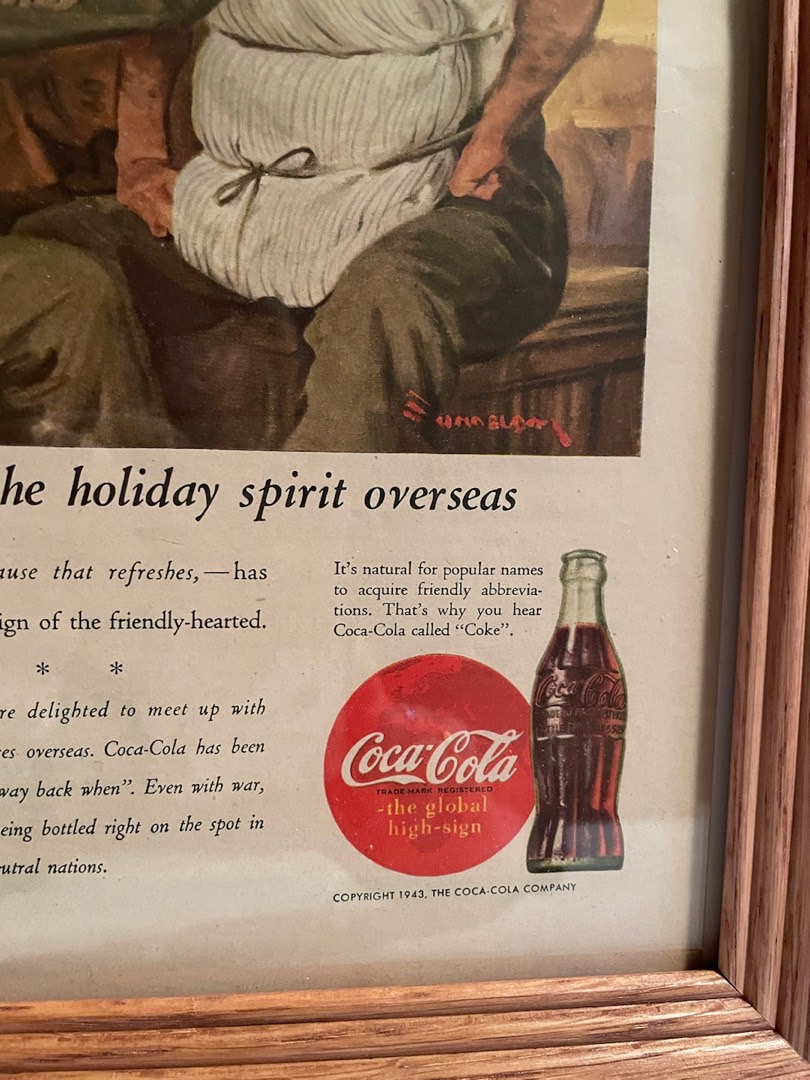 he holiday spirit overseas
ause that refreshes,—has
ign of the friendly-hearted.
* *
re delighted to meet up with
es overseas. Coca-Cola has been
way back when”. Even with war,
eing bottled right on the spot in
utral nations.
It's natural for popular names
to acquire friendly abbrevia-
tions. That's why you hear
Coca-Cola called “Coke”.
Coca-Cola
TRADE-MARK REGISTERED
-the global
high-sign
Coca-Cola
COPYRIGHT 1943, THE COCA-COLA COMPANY